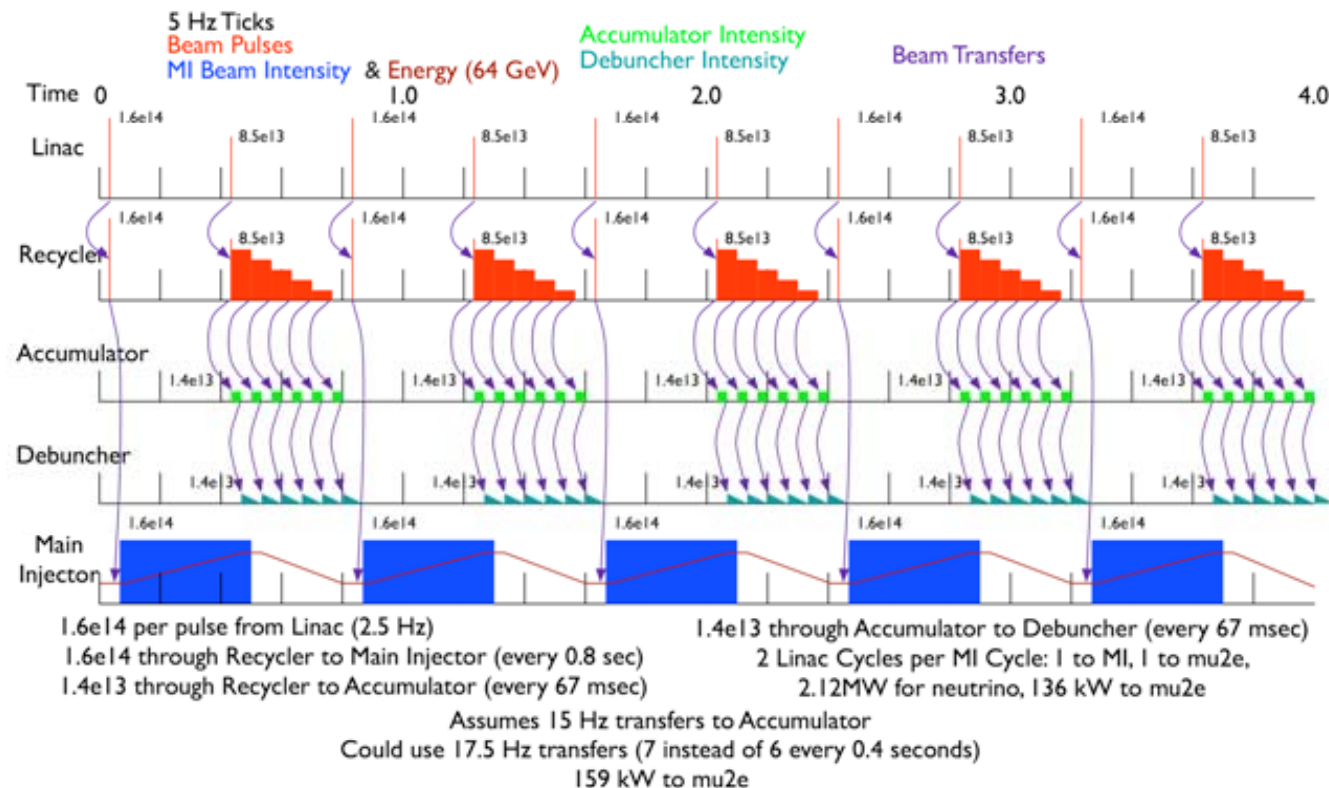 5 Hz Ticks
Beam Pulses
MI Beam Intensity & Energy (64 GeV)
Accumulator Intensity
Debuncher Intensity
Beam Transfers
Time 0 1.0 2.0 3.0 4.0
1.6e14 1.6e14 1.6e14 1.6e14 1.6e14
8.5e13 8.5e13 8.5e13 8.5e13 8.5e13
Linac
1.6e14 1.6e14 1.6e14 1.6e14 1.6e14
8.5e13 8.5e13 8.5e13 8.5e13 8.5e13
Recycler
Accumulator
1.4e13 1.4e13 1.4e13 1.4e13 1.4e13
Debuncher
1.4e13 1.4e13 1.4e13 1.4e13 1.4e13
1.6e14 1.6e14 1.6e14 1.6e14 1.6e14
Main
Injector
1.6e14 per pulse from Linac (2.5 Hz)
1.6e14 through Recycler to Main Injector (every 0.8 sec)
1.4e13 through Recycler to Accumulator (every 67 msec)
1.4e13 through Accumulator to Debuncher (every 67 msec)
2 Linac Cycles per MI Cycle: 1 to MI, 1 to mu2e,
2.12MW for neutrino, 136 kW to mu2e
Assumes 15 Hz transfers to Accumulator
Could use 17.5 Hz transfers (7 instead of 6 every 0.4 seconds)
159 kW to mu2e